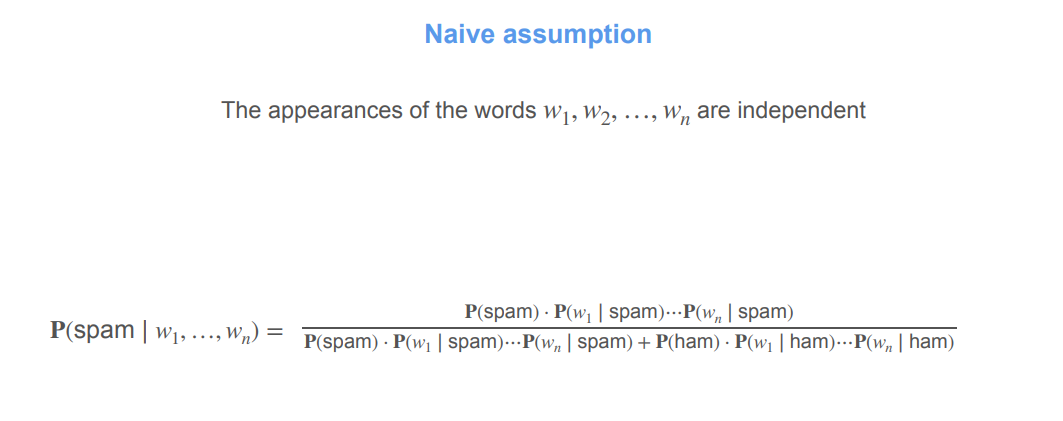 Naive assumption
The appearances of the words w₁, w₂, …, wₙ are independent
P(spam | w₁, …, wₙ) =
P(spam) · P(w₁ | spam)⋯P(wₙ | spam)
P(spam) · P(w₁ | spam)⋯P(wₙ | spam) + P(ham) · P(w₁ | ham)⋯P(wₙ | ham)